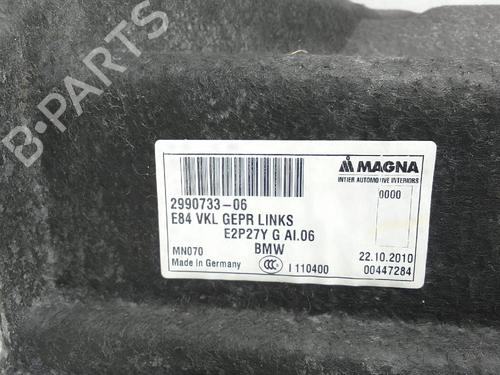 B-PARTS
MAGNA
INTIER AUTOMOTIVE INTERIORS
0000
2990733-06
E84 VKL GEPR LINKS
E2P27Y G AI.06
BMW
MN070
Made in Germany
CCC
I 110400
22.10.2010
00447284